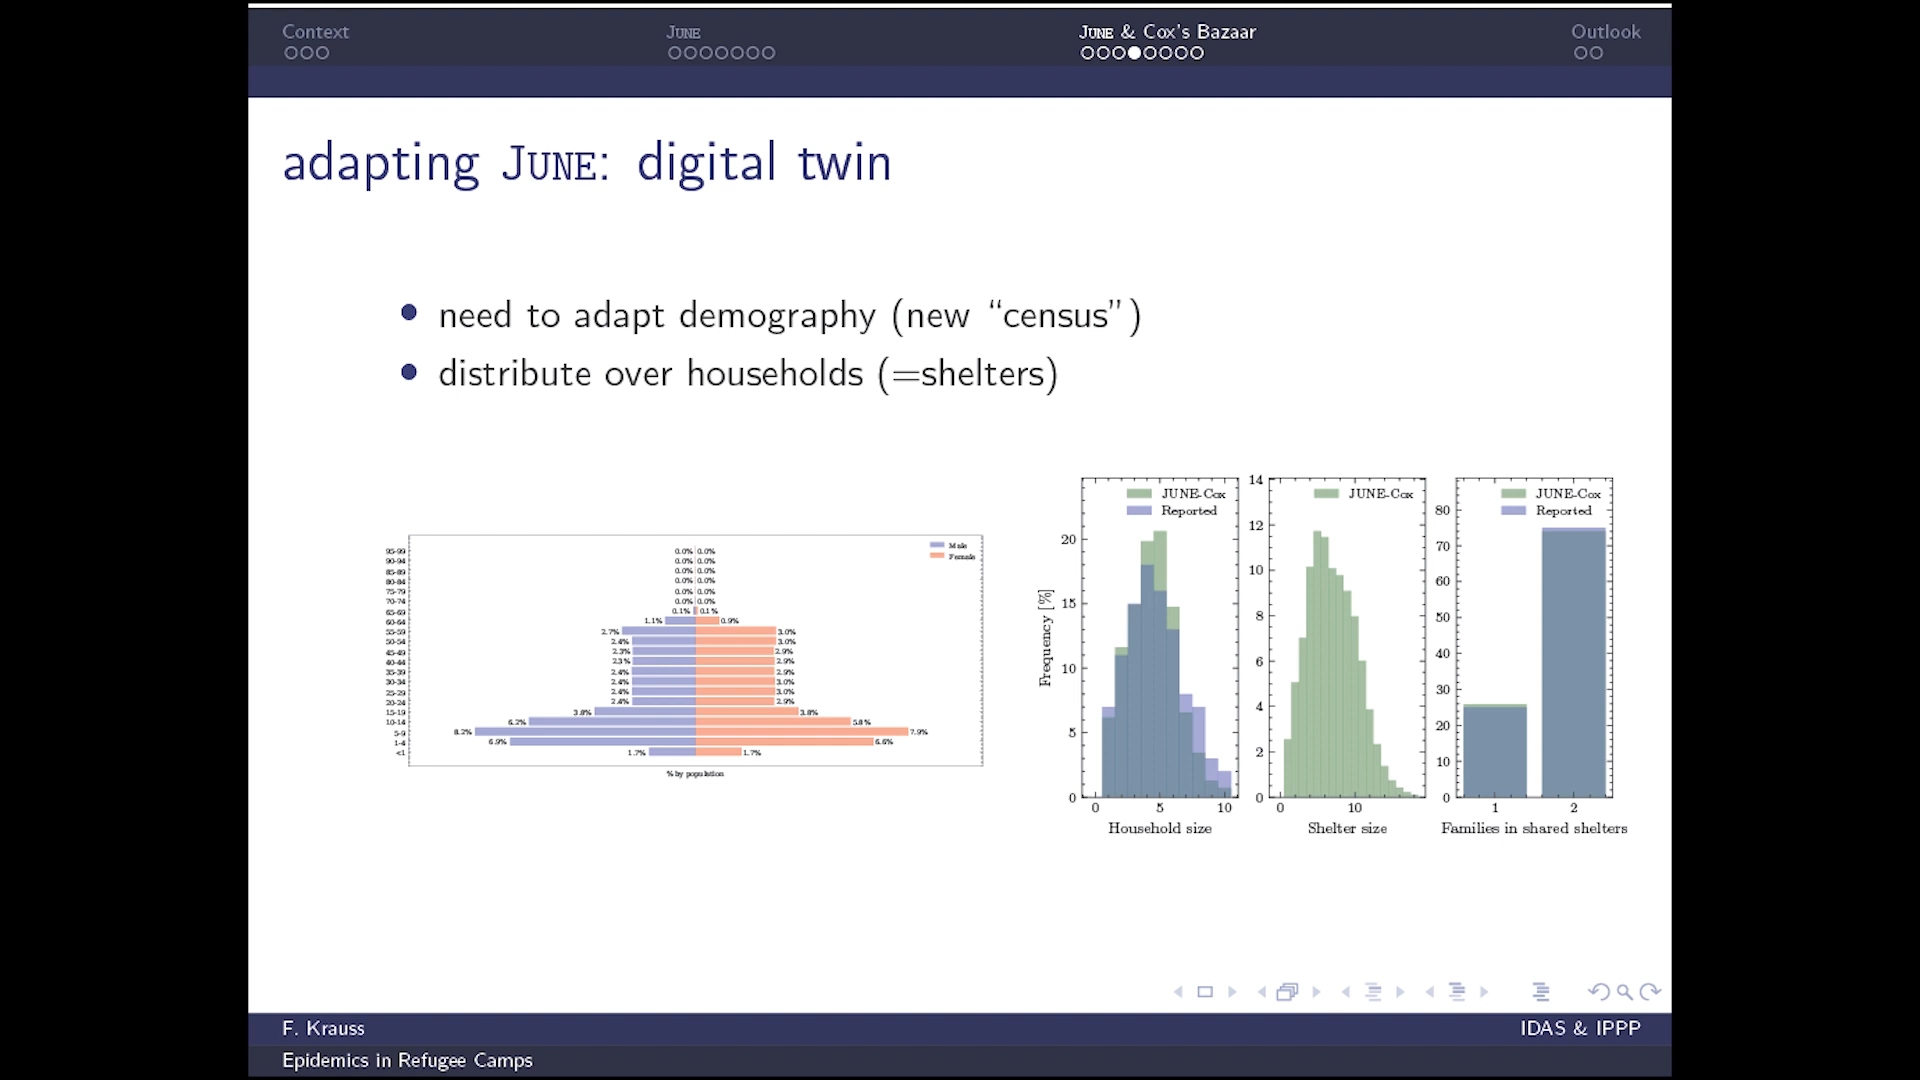 Context
JUNE
JUNE & Cox's Bazaar
Outlook
adapting JUNE: digital twin
need to adapt demography (new “census”)
distribute over households (=shelters)
Male
Female
95-99 0.0% 0.0%
90-94 0.0% 0.0%
85-89 0.0% 0.0%
80-84 0.0% 0.0%
75-79 0.0% 0.0%
70-74 0.0% 0.0%
65-69 0.1% 0.1%
60-64 1.1% 0.9%
55-59 2.7% 3.0%
50-54 2.4% 3.0%
45-49 2.3% 2.9%
40-44 2.3% 2.9%
35-39 2.4% 2.9%
30-34 2.4% 3.0%
25-29 2.4% 3.0%
20-24 2.4% 2.9%
15-19 3.8% 3.8%
10-14 6.2% 5.8%
5-9 8.2% 7.9%
1-4 6.9% 6.6%
<1 1.7% 1.7%
% by population
Frequency [%]
20
15
10
5
0
JUNE-Cox
Reported
0 5 10
Household size
14
12
10
8
6
4
2
0
JUNE-Cox
0 10
Shelter size
80
70
60
50
40
30
20
10
0
JUNE-Cox
Reported
1 2
Families in shared shelters
F. Krauss
IDAS & IPPP
Epidemics in Refugee Camps